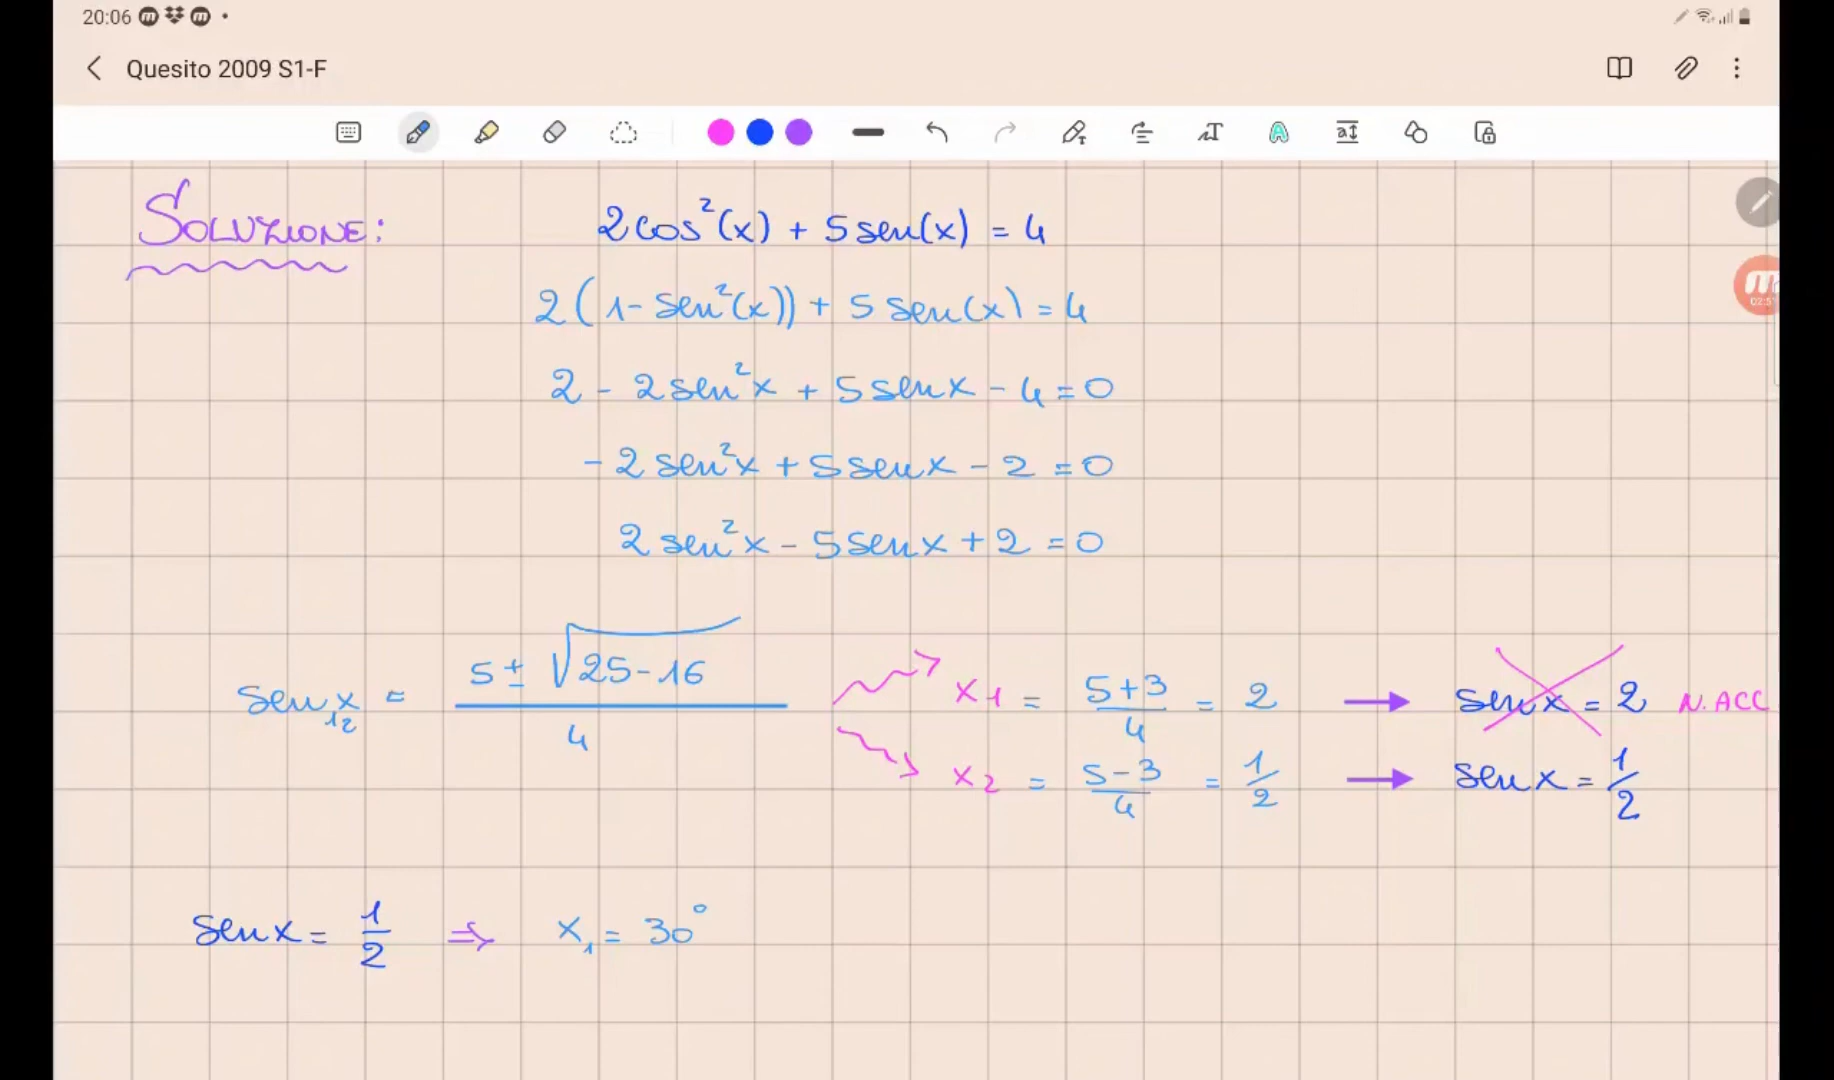 20:06
Quesito 2009 S1-F
SOLUZIONE:
2cos²(x) + 5sen(x) = 4
2(1-sen²(x)) + 5sen(x) = 4
2 - 2sen²x + 5senx - 4 = 0
-2sen²x + 5senx - 2 = 0
2sen²x - 5senx + 2 = 0
senx₁₂ = (5 ± √25-16)/4
x1 = (5+3)/4 = 2 → senx = 2 N.ACC
x2 = (5-3)/4 = 1/2 → senx = 1/2
senx = 1/2 ⇒ x₁ = 30°